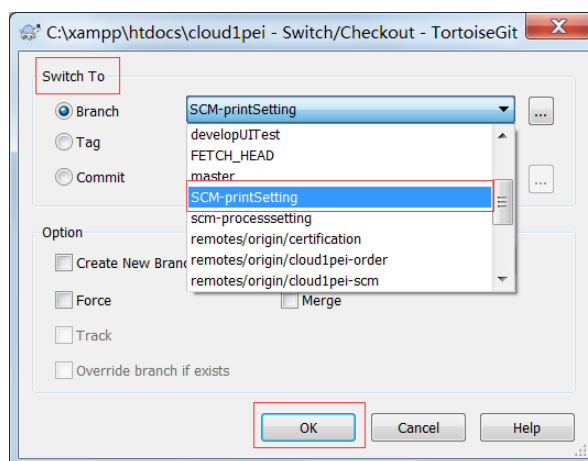 C:\xampp\htdocs\cloud1pei - Switch/Checkout - TortoiseGit
Switch To
Branch SCM-printSetting ...
developUITest
Tag
FETCH_HEAD
master
Commit ...
SCM-printSetting
scm-processsetting
Option
remotes/origin/certification
Create New Branc remotes/origin/cloud1pei-order
remotes/origin/cloud1pei-scm
Force Merge
Track
Override branch if exists
OK Cancel Help